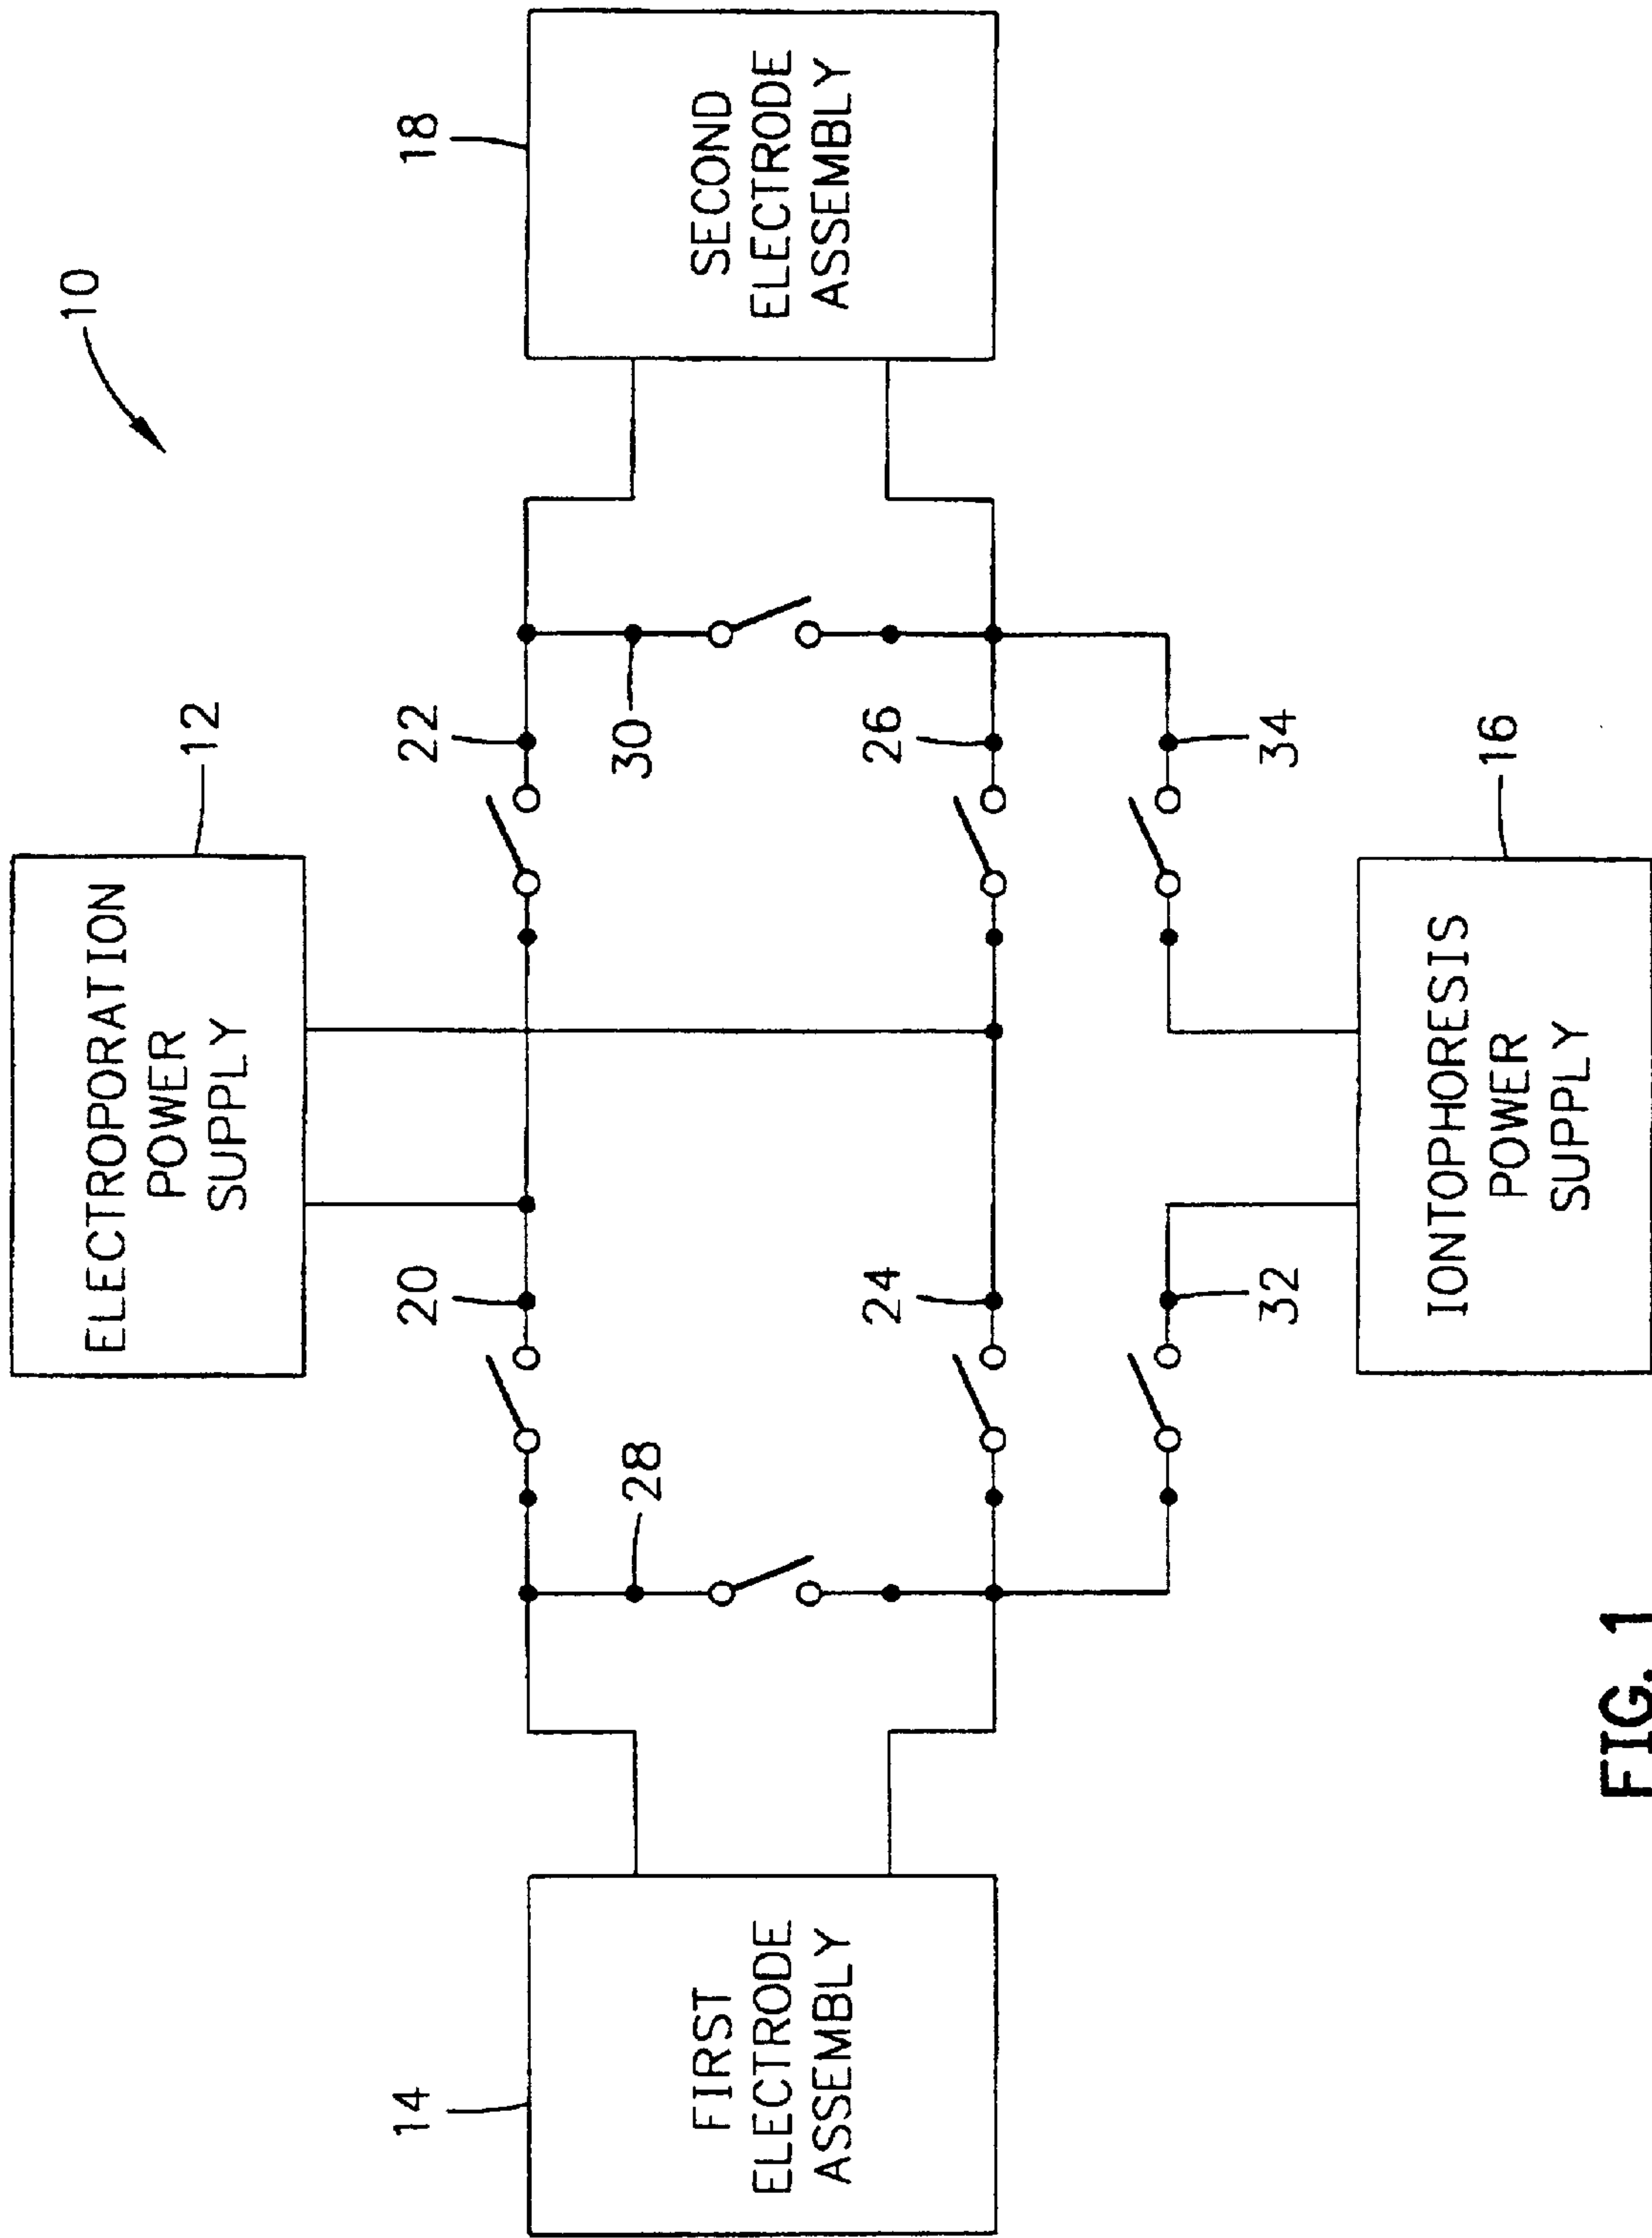 10
12
ELECTROPORATION
POWER
SUPPLY
14
FIRST
ELECTRODE
ASSEMBLY
18
SECOND
ELECTRODE
ASSEMBLY
20
22
28
30
24
26
32
34
16
IONTOPHORESIS
POWER
SUPPLY
FIG. 1